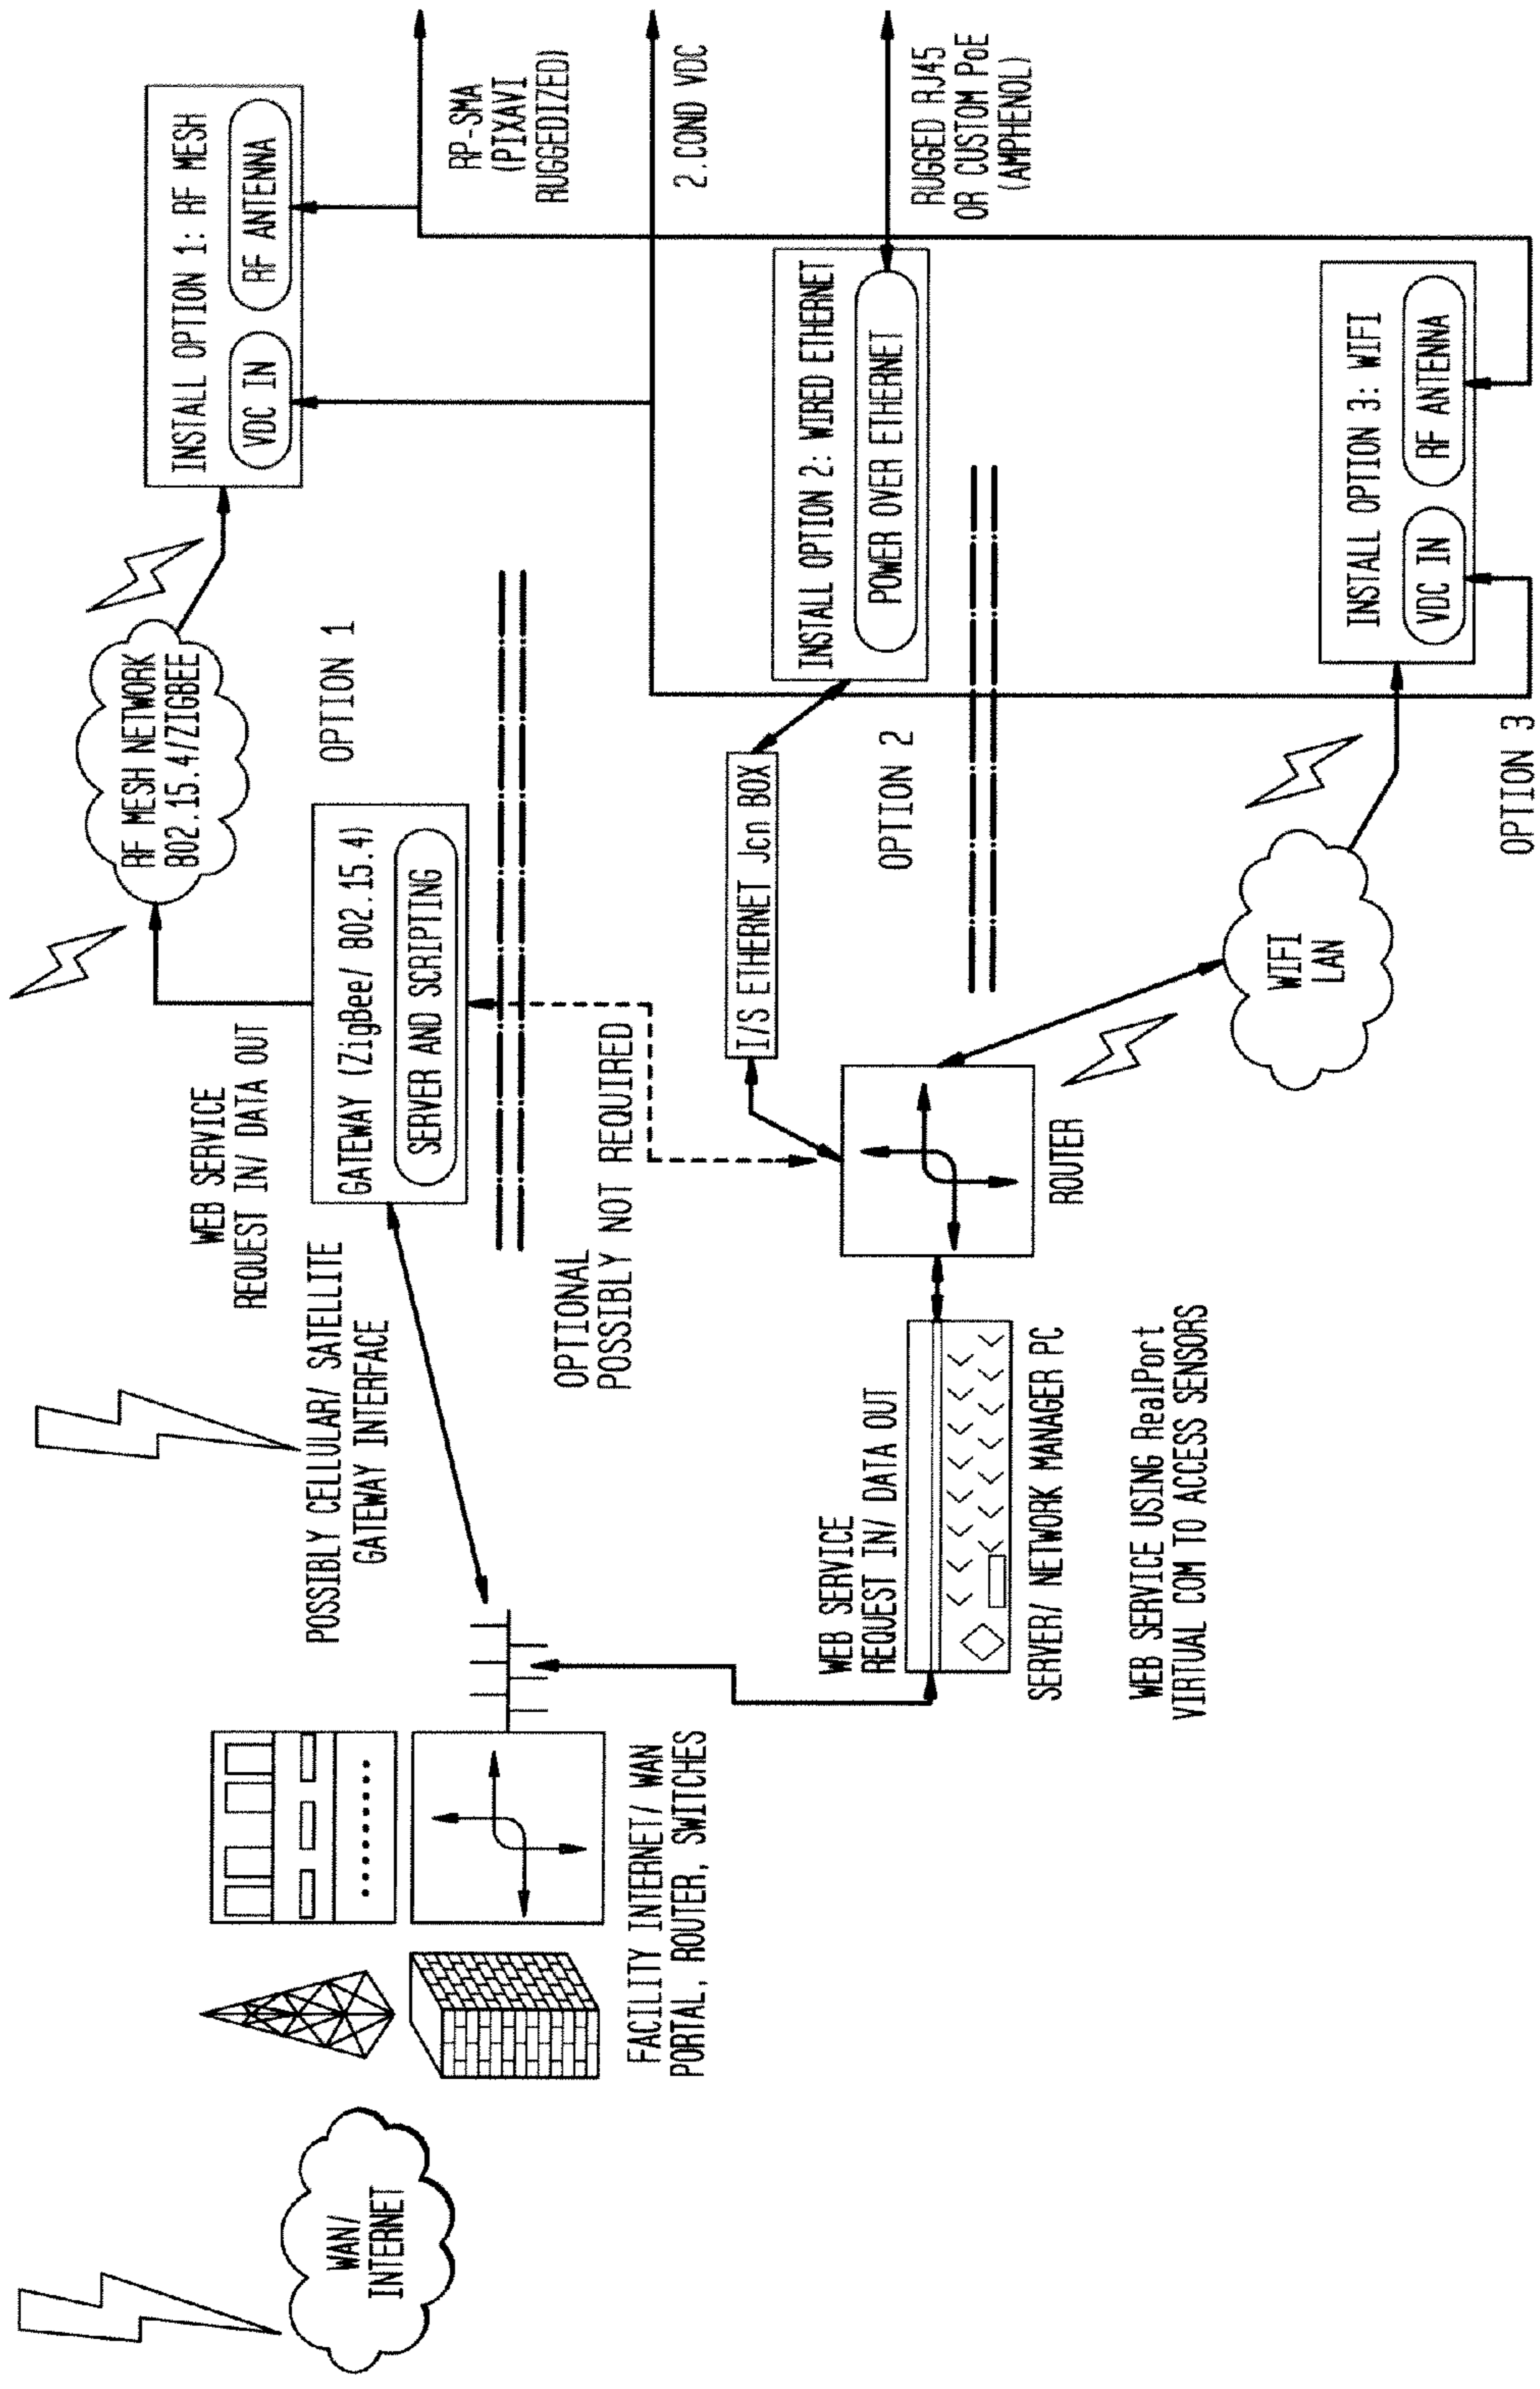 WAN/
INTERNET
FACILITY INTERNET/ WAN
PORTAL, ROUTER, SWITCHES
POSSIBLY CELLULAR/ SATELLITE
GATEWAY INTERFACE
WEB SERVICE
REQUEST IN/ DATA OUT
GATEWAY (ZigBee/ 802.15.4)
SERVER AND SCRIPTING
RF MESH NETWORK
802.15.4/ZIGBEE
OPTION 1
INSTALL OPTION 1: RF MESH
VDC IN
RF ANTENNA
RP-SMA
(PIXAVI
RUGGEDIZED)
2.COND VDC
OPTIONAL
POSSIBLY NOT REQUIRED
I/S ETHERNET Jcn BOX
OPTION 2
INSTALL OPTION 2: WIRED ETHERNET
POWER OVER ETHERNET
RUGGED RJ45
OR CUSTOM PoE
(AMPHENOL)
WEB SERVICE
REQUEST IN/ DATA OUT
SERVER/ NETWORK MANAGER PC
ROUTER
WEB SERVICE USING RealPort
VIRTUAL COM TO ACCESS SENSORS
WIFI
LAN
INSTALL OPTION 3: WIFI
VDC IN
RF ANTENNA
OPTION 3